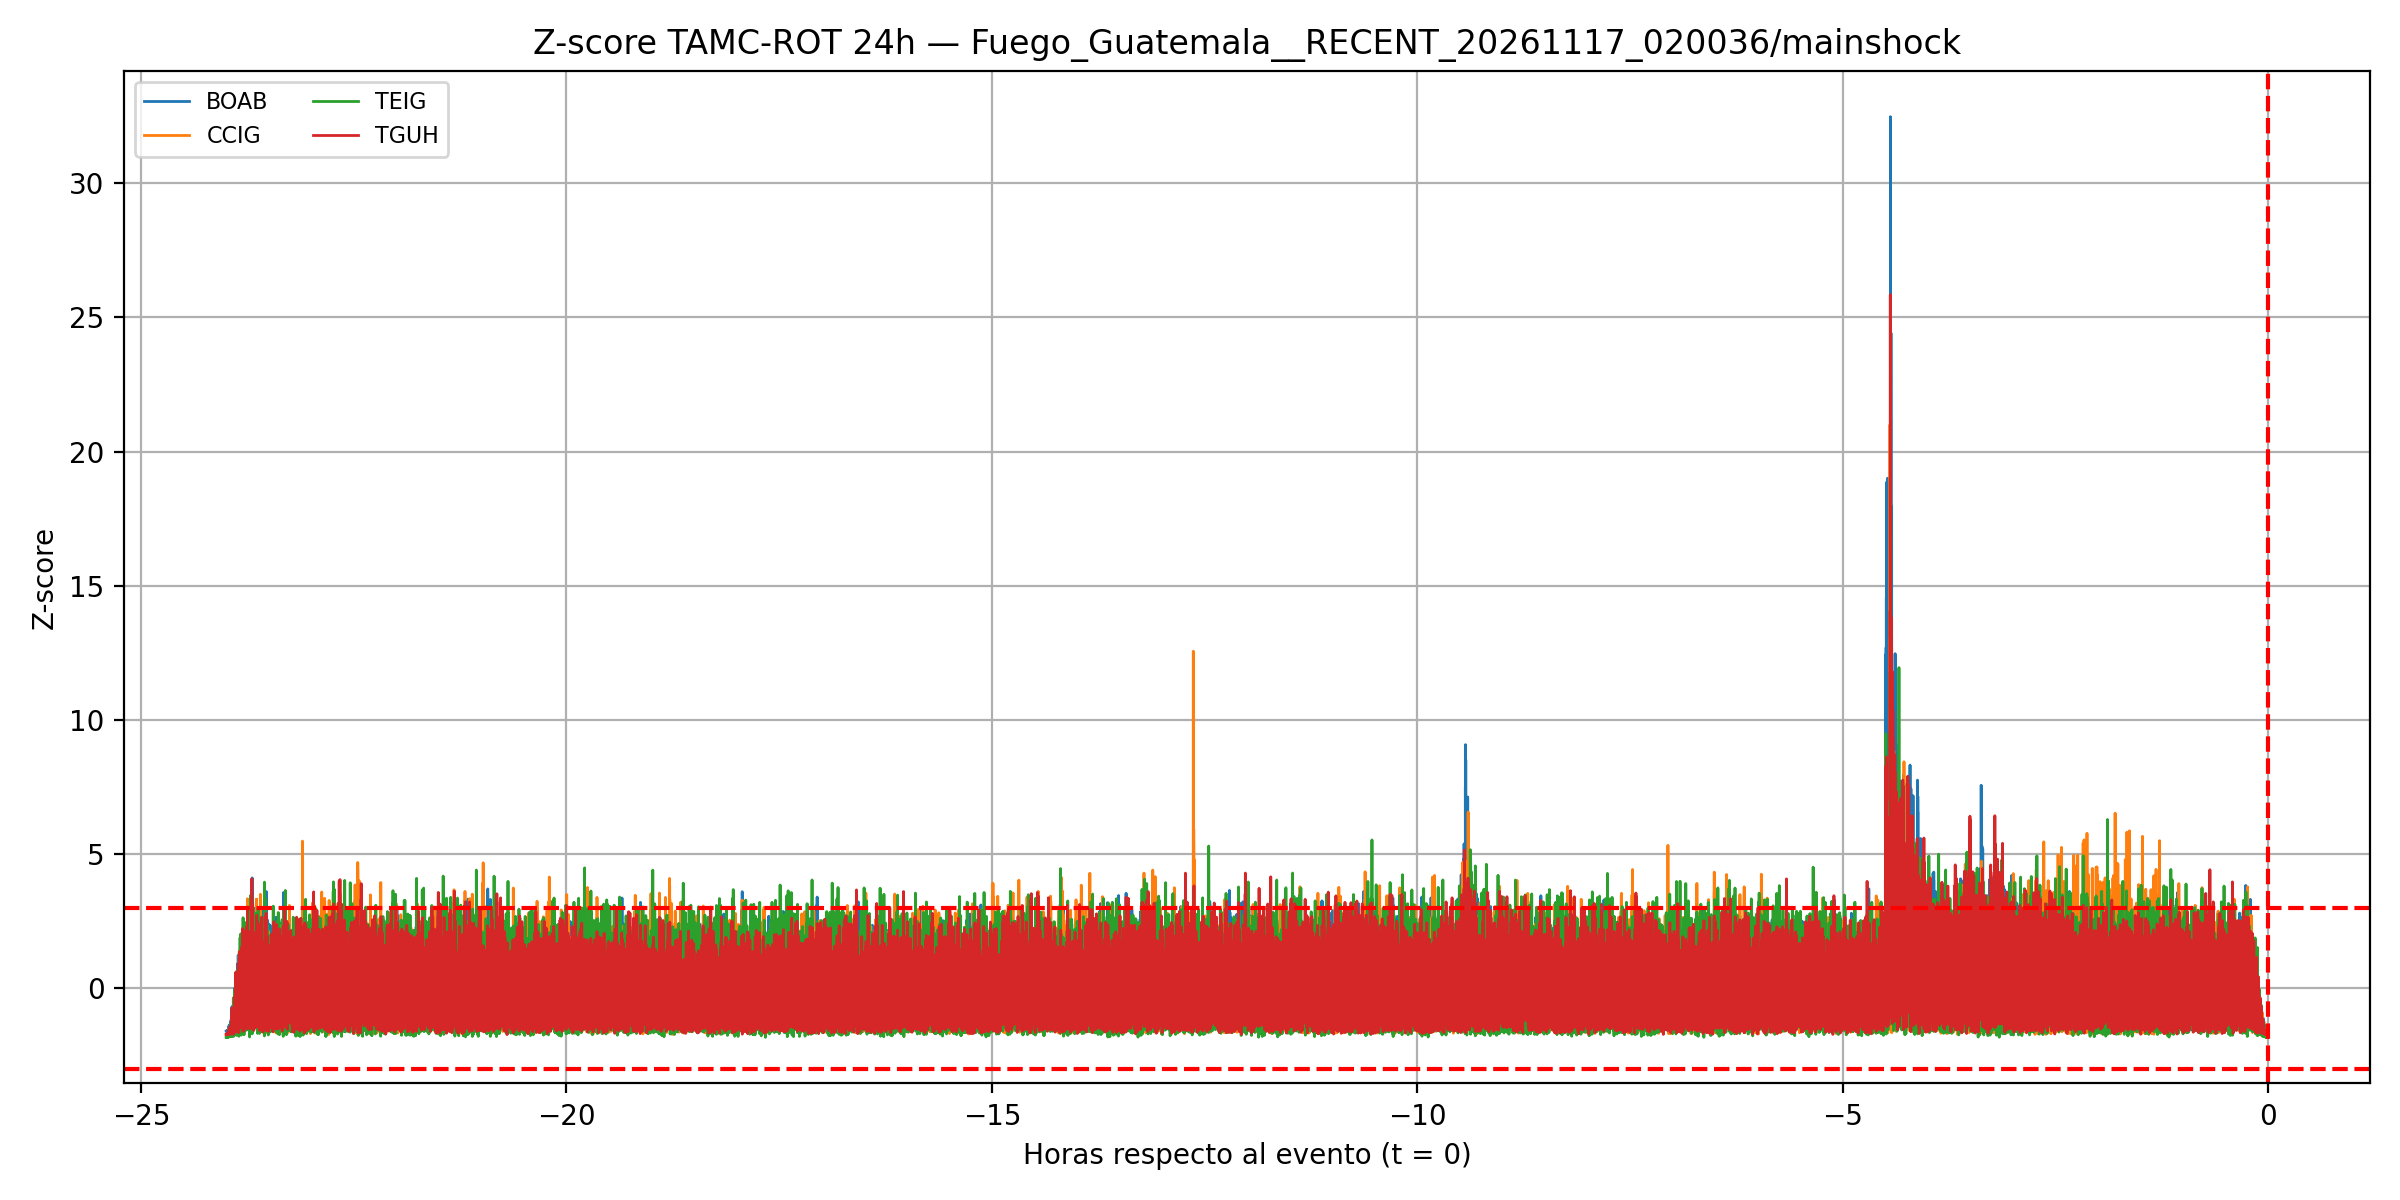 Z-score TAMC-ROT 24h — Fuego_Guatemala__RECENT_20261117_020036/mainshock
BOAB
CCIG
TEIG
TGUH
30
25
20
15
10
5
0
Z-score
−25
−20
−15
−10
−5
0
Horas respecto al evento (t = 0)